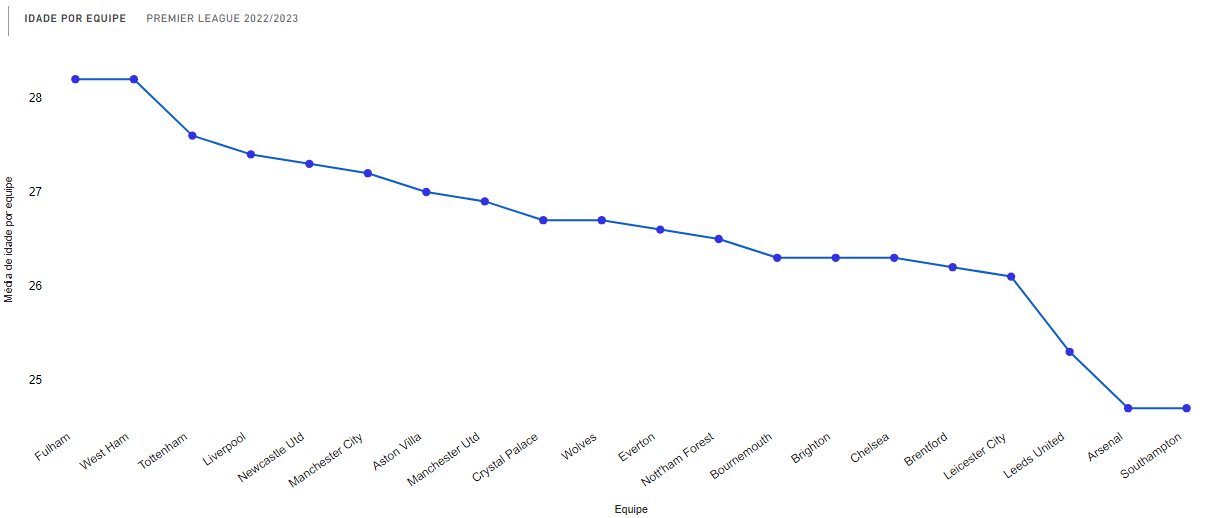 IDADE POR EQUIPE PREMIER LEAGUE 2022/2023
28
27
26
25
Média de idade por equipe
Fulham
West Ham
Tottenham
Liverpool
Newcastle Utd
Manchester City
Aston Villa
Manchester Utd
Crystal Palace
Wolves
Everton
Nott'ham Forest
Bournemouth
Brighton
Chelsea
Brentford
Leicester City
Leeds United
Arsenal
Southampton
Equipe